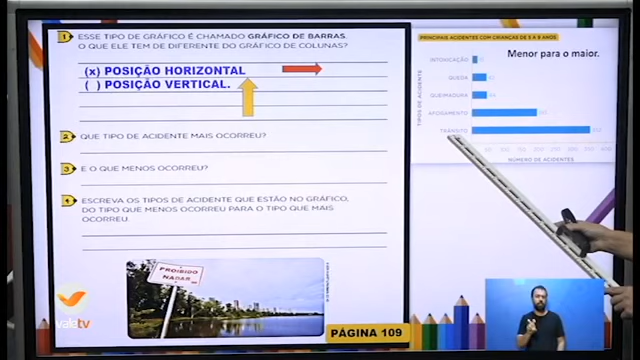 1 ESSE TIPO DE GRÁFICO É CHAMADO GRÁFICO DE BARRAS.
O QUE ELE TEM DE DIFERENTE DO GRÁFICO DE COLUNAS?
(x) POSIÇÃO HORIZONTAL
( ) POSIÇÃO VERTICAL.
2 QUE TIPO DE ACIDENTE MAIS OCORREU?
3 E O QUE MENOS OCORREU?
4 ESCREVA OS TIPOS DE ACIDENTE QUE ESTÃO NO GRÁFICO,
DO TIPO QUE MENOS OCORREU PARA O TIPO QUE MAIS
OCORREU.
PROIBIDO
NADAR
PÁGINA 109
valetv
PRINCIPAIS ACIDENTES COM CRIANÇAS DE 5 A 9 ANOS
Menor para o maior.
TIPOS DE ACIDENTE
INTOXICAÇÃO
QUEDA
QUEIMADURA
AFOGAMENTO
TRÂNSITO
NÚMERO DE ACIDENTES